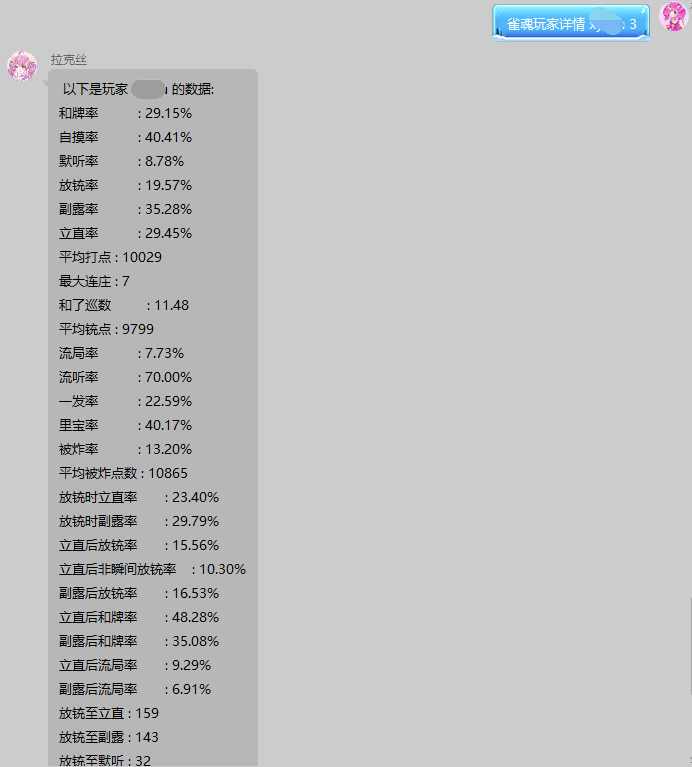 雀魂玩家详情 : 3
拉克丝
以下是玩家 的数据:
和牌率 : 29.15%
自摸率 : 40.41%
默听率 : 8.78%
放铳率 : 19.57%
副露率 : 35.28%
立直率 : 29.45%
平均打点 : 10029
最大连庄 : 7
和了巡数 : 11.48
平均铳点 : 9799
流局率 : 7.73%
流听率 : 70.00%
一发率 : 22.59%
里宝率 : 40.17%
被炸率 : 13.20%
平均被炸点数 : 10865
放铳时立直率 : 23.40%
放铳时副露率 : 29.79%
立直后放铳率 : 15.56%
立直后非瞬间放铳率 : 10.30%
副露后放铳率 : 16.53%
立直后和牌率 : 48.28%
副露后和牌率 : 35.08%
立直后流局率 : 9.29%
副露后流局率 : 6.91%
放铳至立直 : 159
放铳至副露 : 143
放铳至默听 : 32